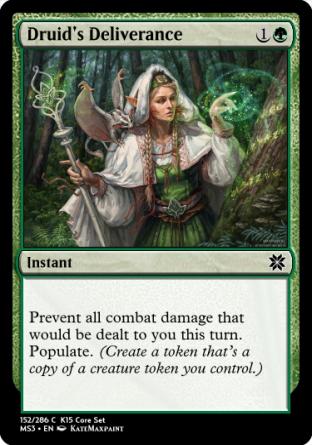 Druid's Deliverance 1
Instant
Prevent all combat damage that
would be dealt to you this turn.
Populate. (Create a token that's a
copy of a creature token you control.)
152/286 C K15 Core Set
MS3 • EN KateMaxpaint